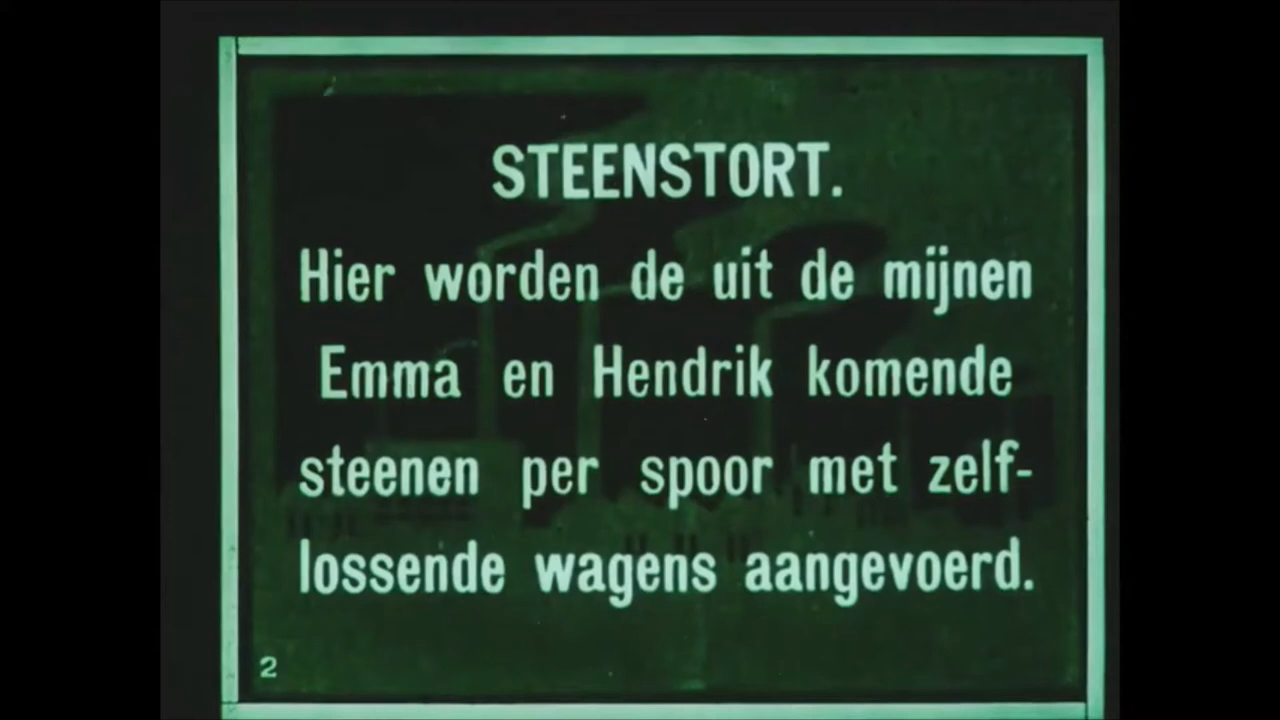 STEENSTORT.
Hier worden de uit de mijnen
Emma en Hendrik komende
steenen per spoor met zelf-
lossende wagens aangevoerd.
2